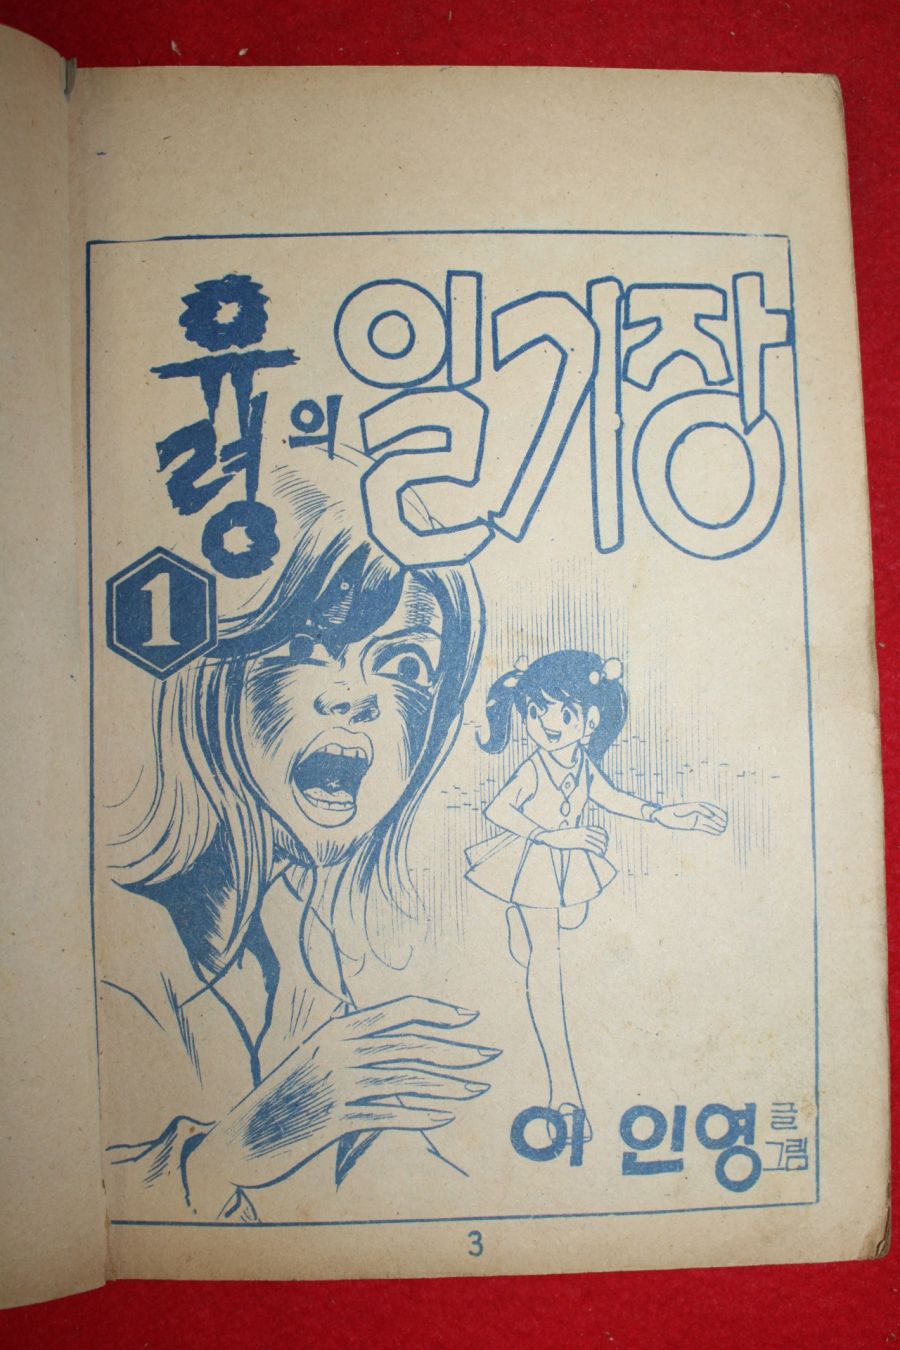 유령의 일기장
1
이인영 글
그림
3